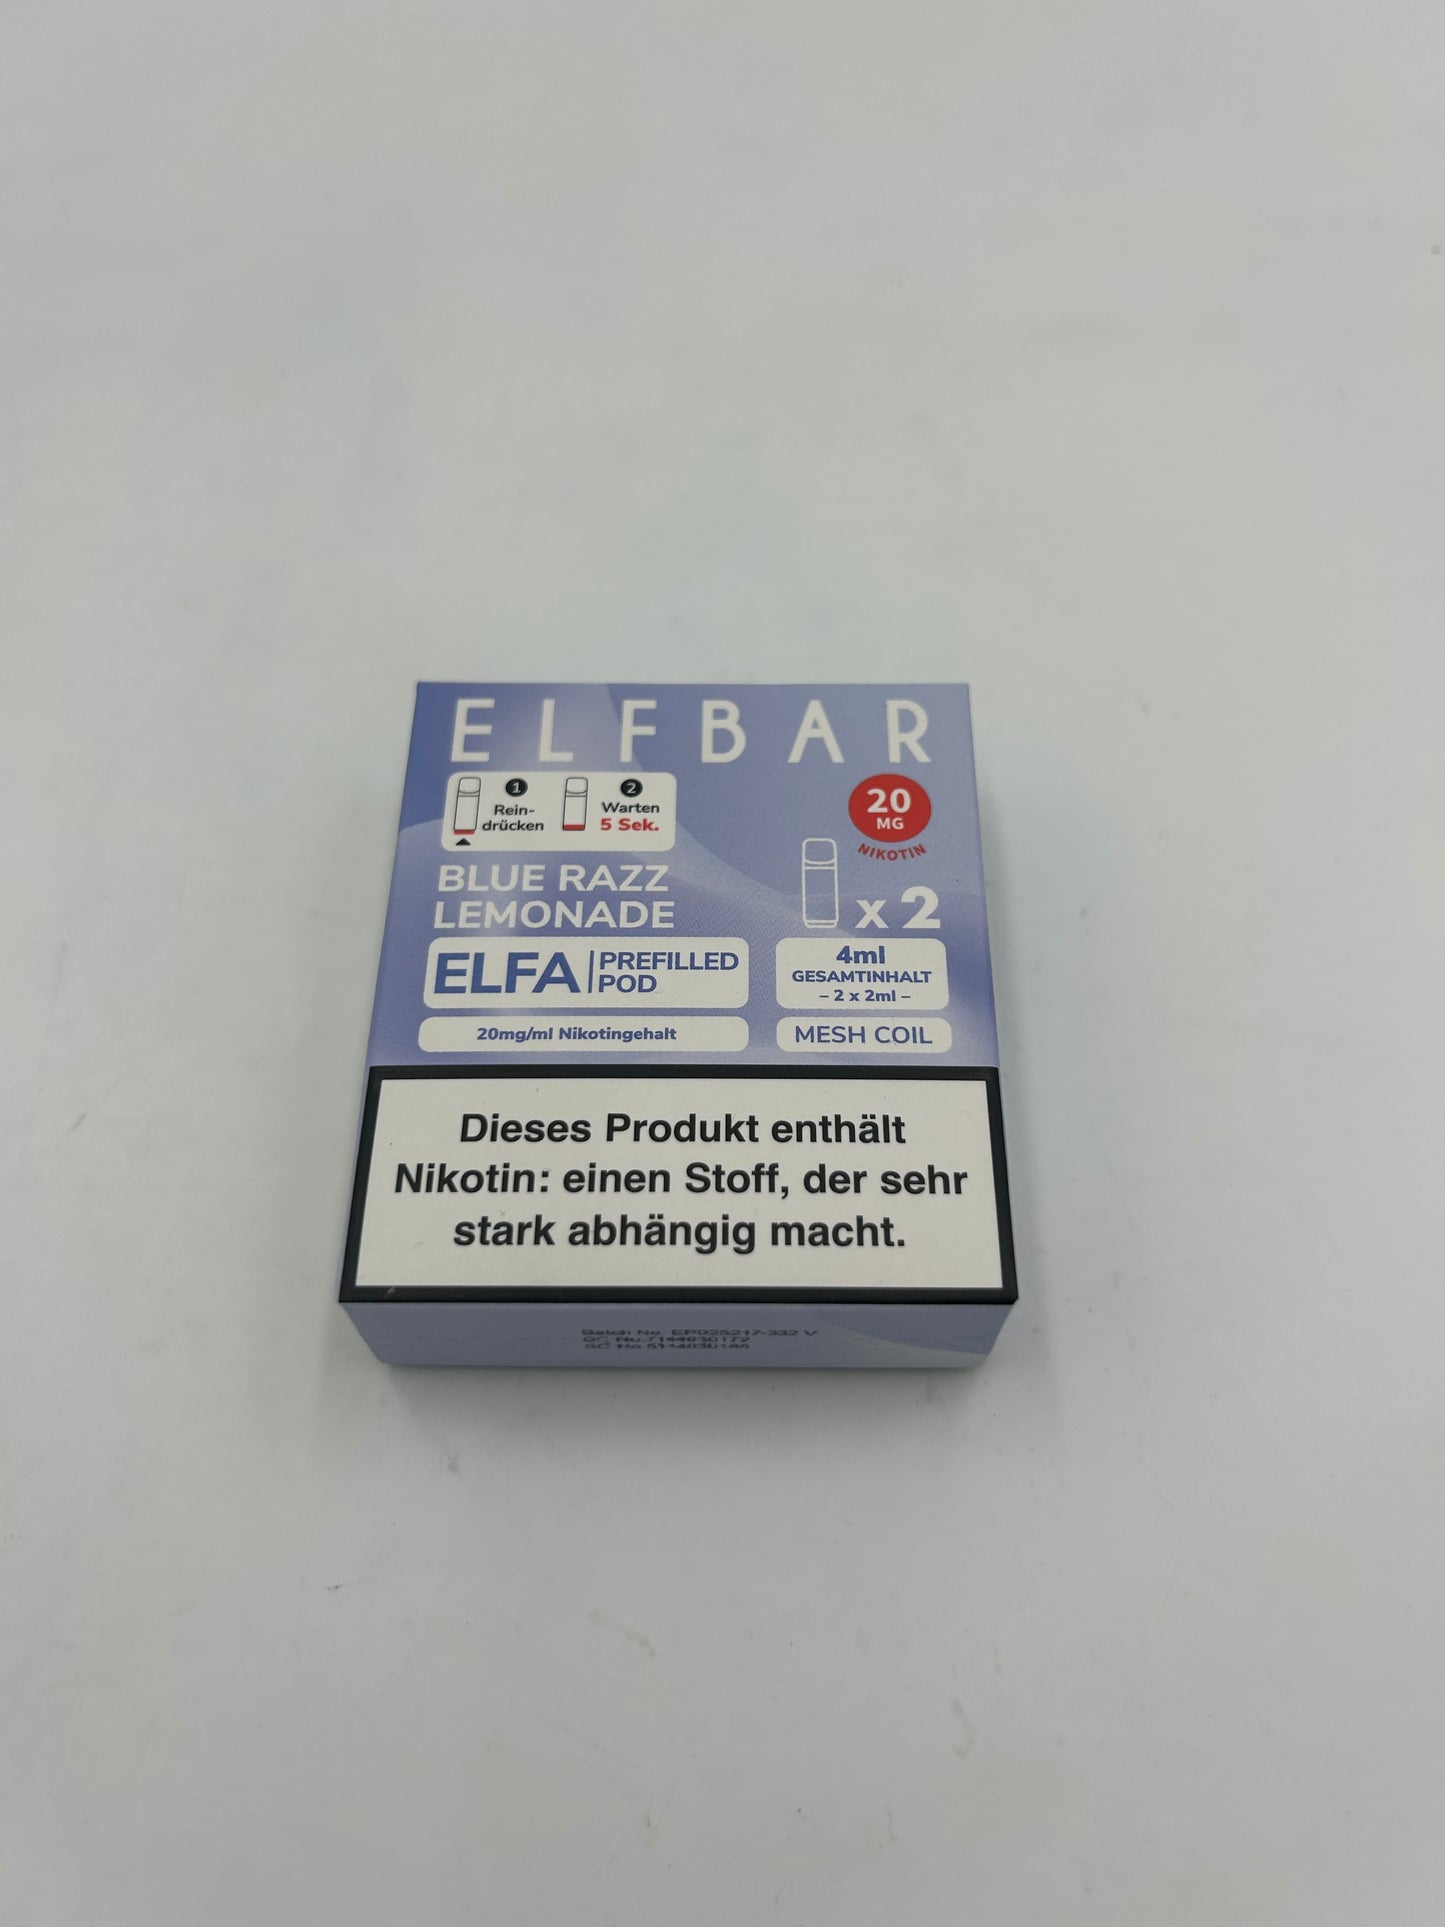 ELFBAR
1
Rein-
drücken
2
Warten
5 Sek.
20
MG
NIKOTIN
BLUE RAZZ
LEMONADE
x 2
ELFA PREFILLED
POD
4ml
GESAMTINHALT
– 2 x 2ml –
20mg/ml Nikotingehalt
MESH COIL
Dieses Produkt enthält
Nikotin: einen Stoff, der sehr
stark abhängig macht.
Batch No.